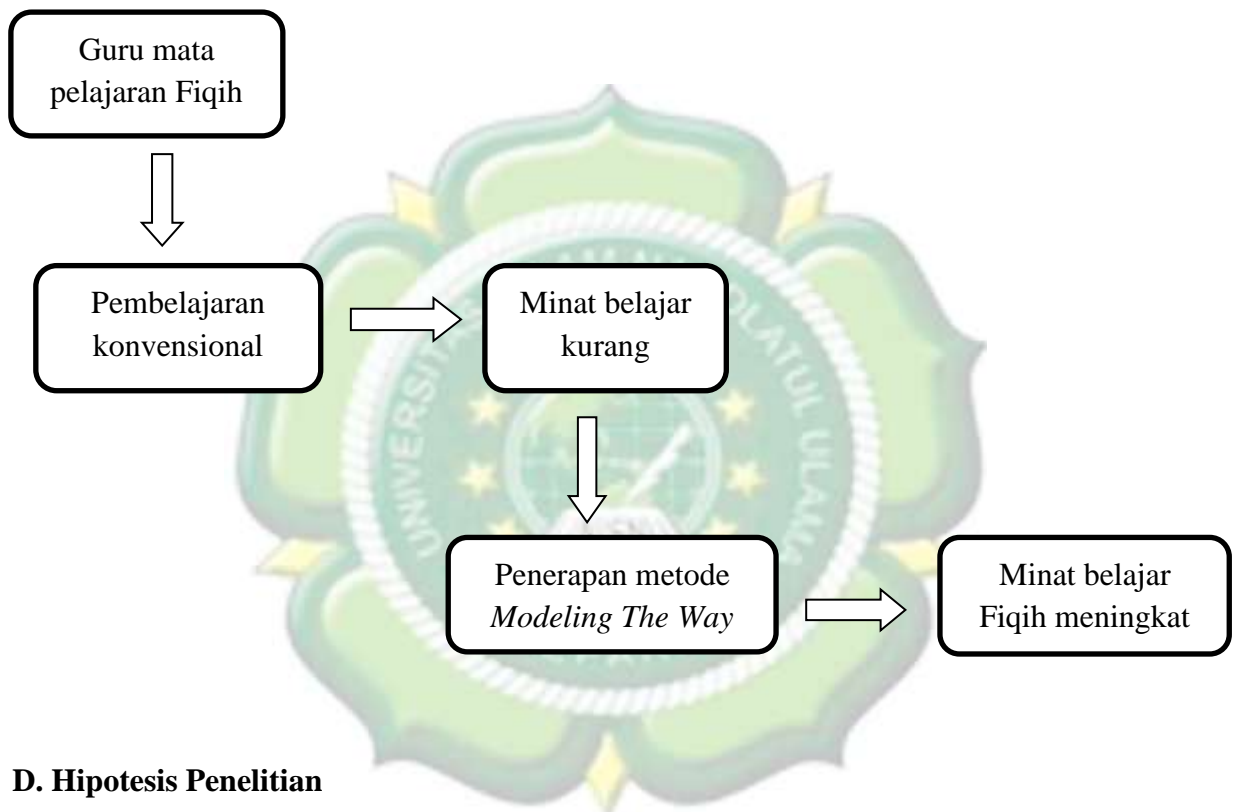 Guru mata
pelajaran Fiqih
Pembelajaran
konvensional
Minat belajar
kurang
Penerapan metode
Modeling The Way
Minat belajar
Fiqih meningkat
D. Hipotesis Penelitian